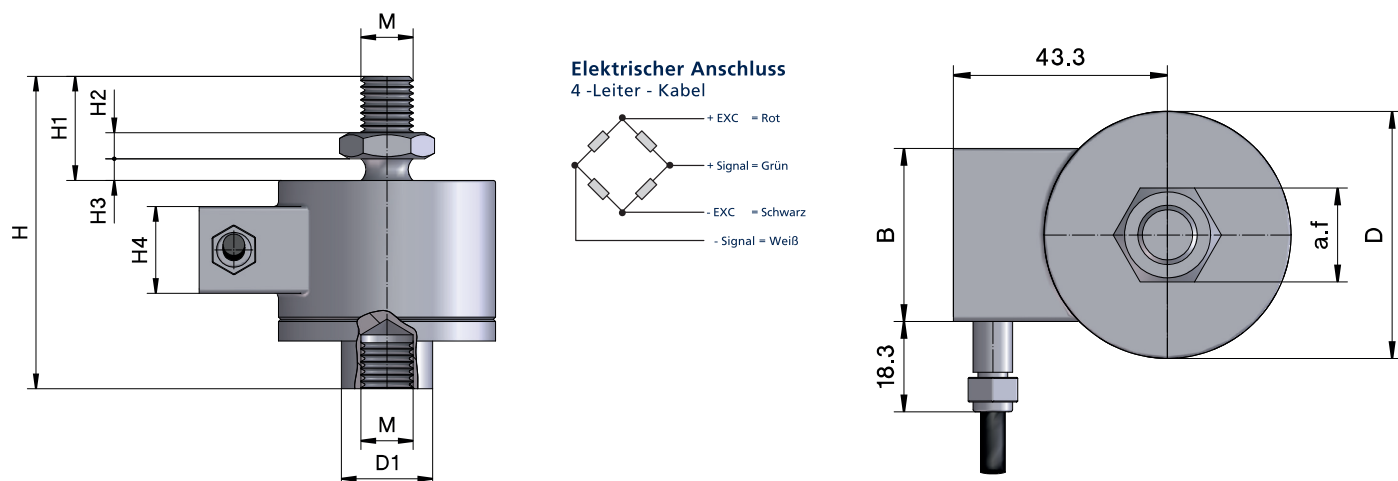 M
H
H1
H2
H3
H4
M
D1
Elektrischer Anschluss
4 -Leiter - Kabel
+ EXC = Rot
+ Signal = Grün
- EXC = Schwarz
- Signal = Weiß
43.3
B
18.3
a.f
D